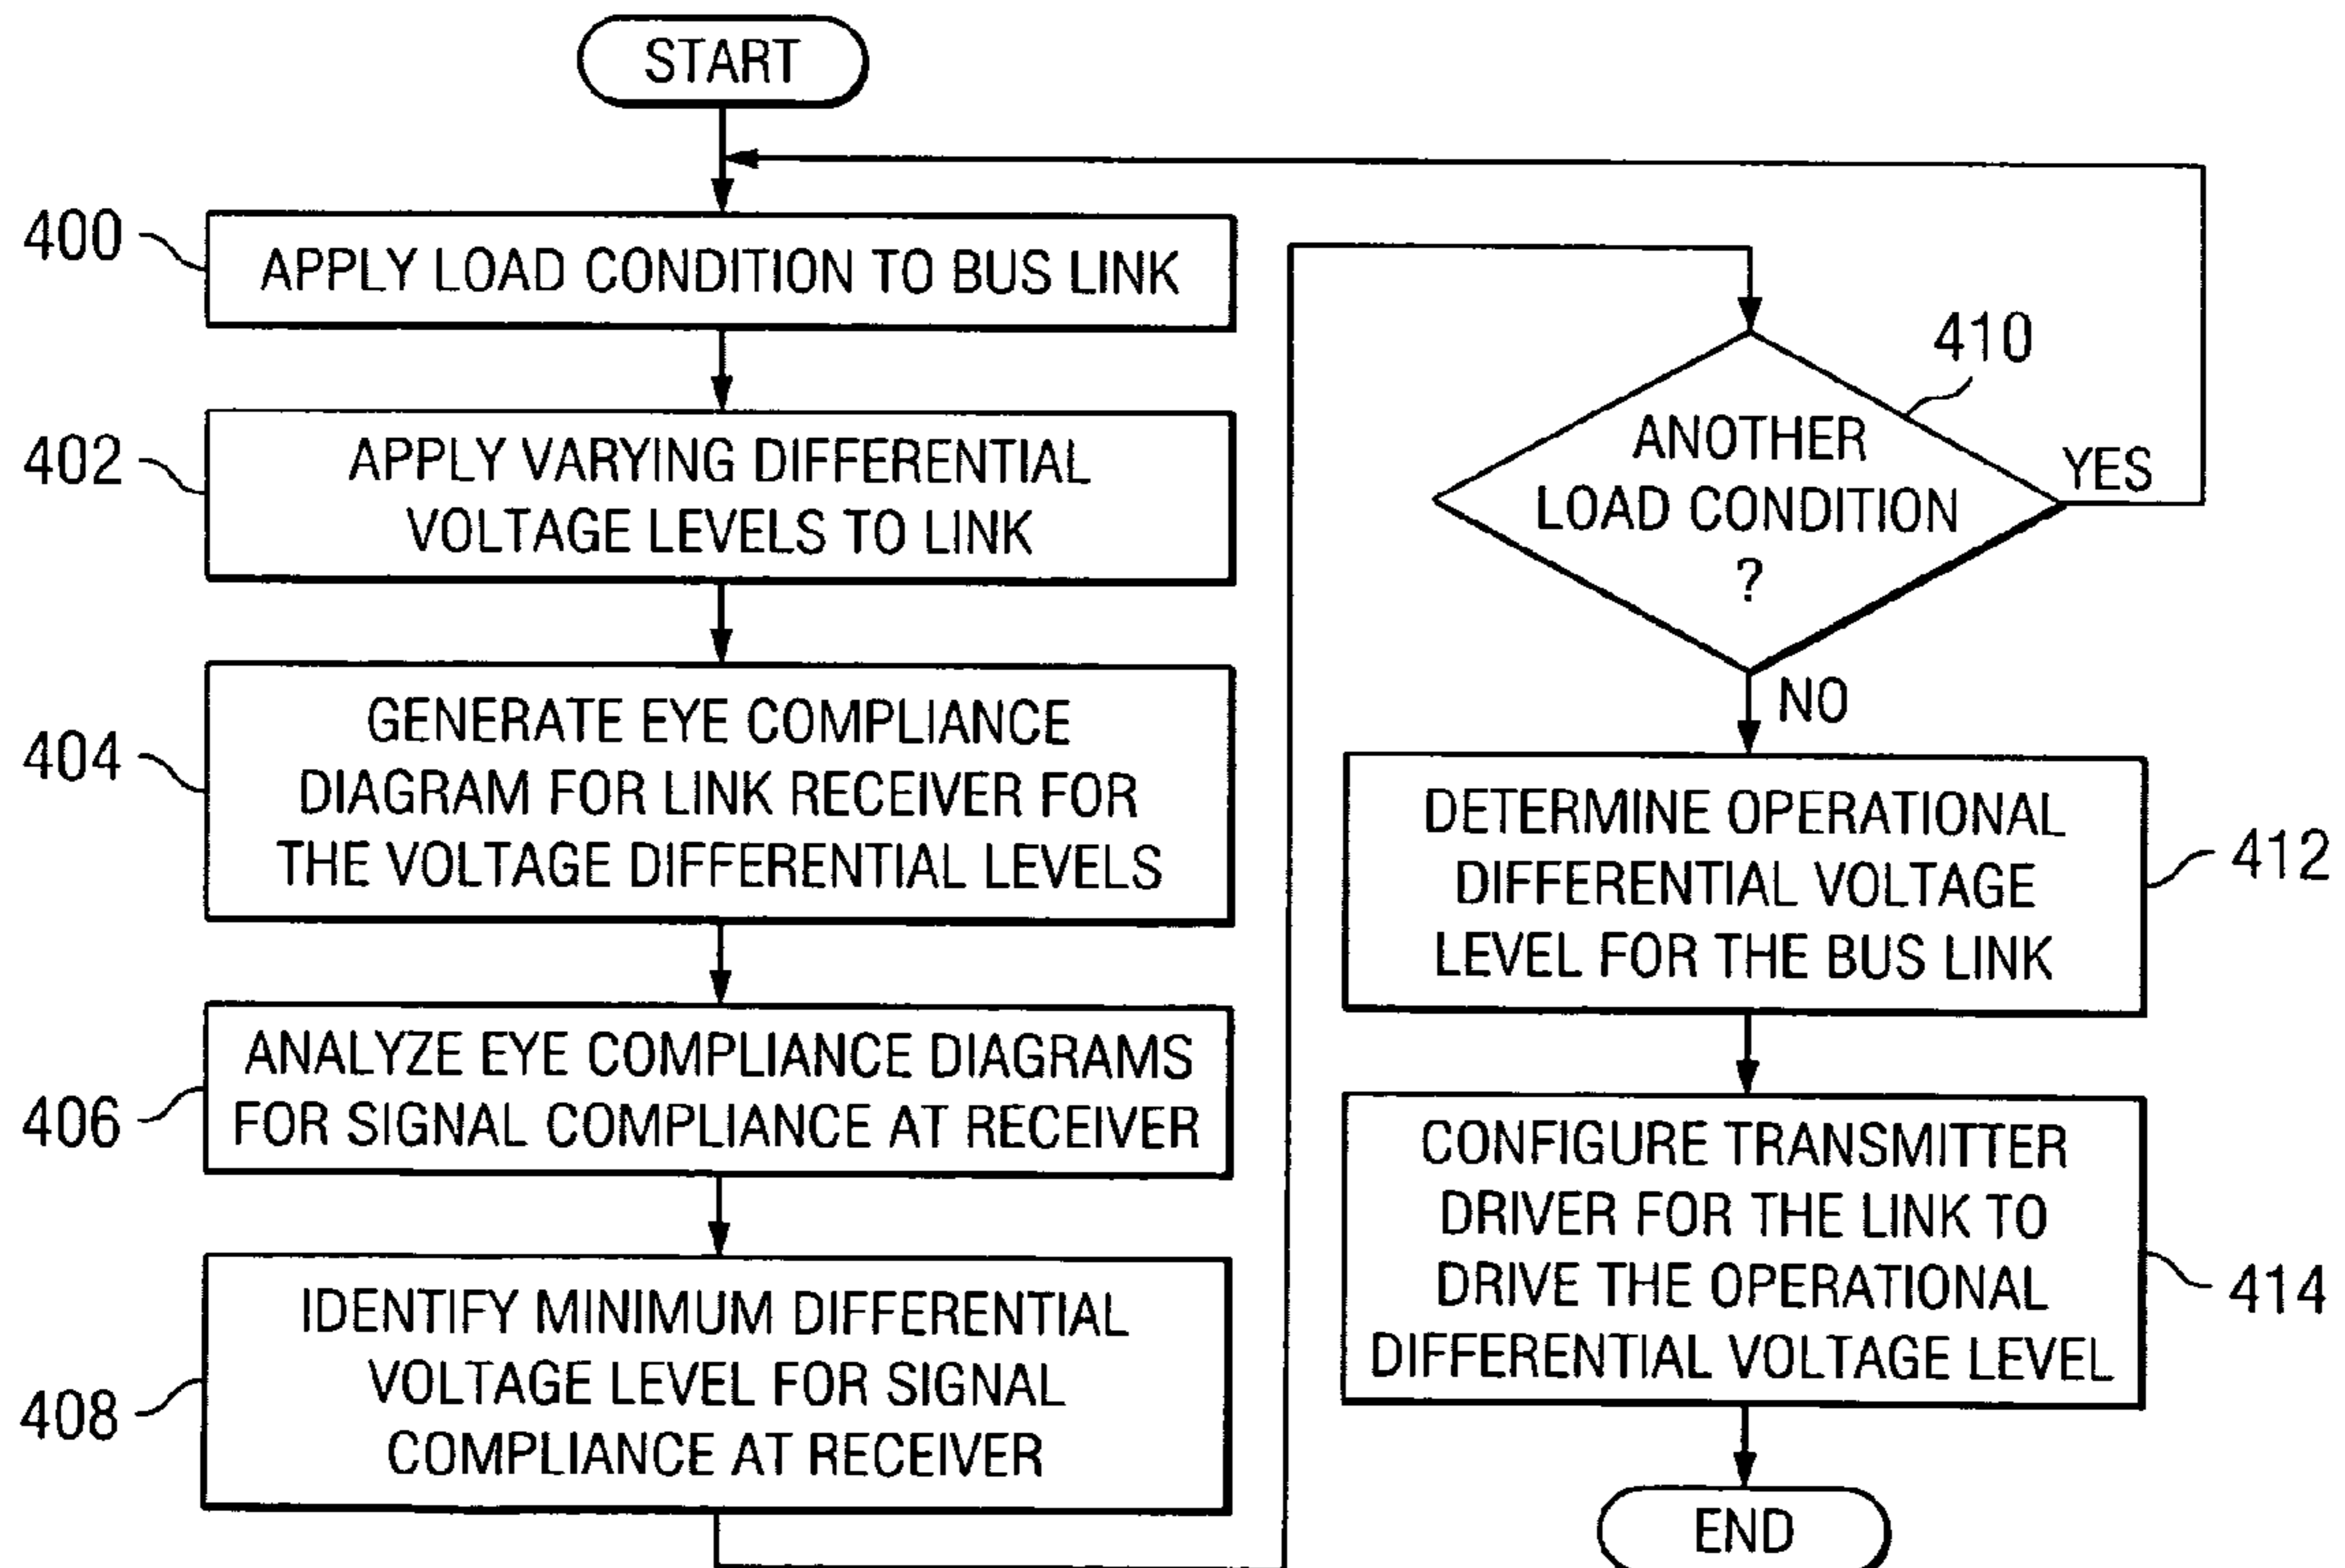 START
400
APPLY LOAD CONDITION TO BUS LINK
402
APPLY VARYING DIFFERENTIAL
VOLTAGE LEVELS TO LINK
404
GENERATE EYE COMPLIANCE
DIAGRAM FOR LINK RECEIVER FOR
THE VOLTAGE DIFFERENTIAL LEVELS
406
ANALYZE EYE COMPLIANCE DIAGRAMS
FOR SIGNAL COMPLIANCE AT RECEIVER
408
IDENTIFY MINIMUM DIFFERENTIAL
VOLTAGE LEVEL FOR SIGNAL
COMPLIANCE AT RECEIVER
410
ANOTHER
LOAD CONDITION
?
YES
NO
DETERMINE OPERATIONAL
DIFFERENTIAL VOLTAGE
LEVEL FOR THE BUS LINK
412
CONFIGURE TRANSMITTER
DRIVER FOR THE LINK TO
DRIVE THE OPERATIONAL
DIFFERENTIAL VOLTAGE LEVEL
414
END